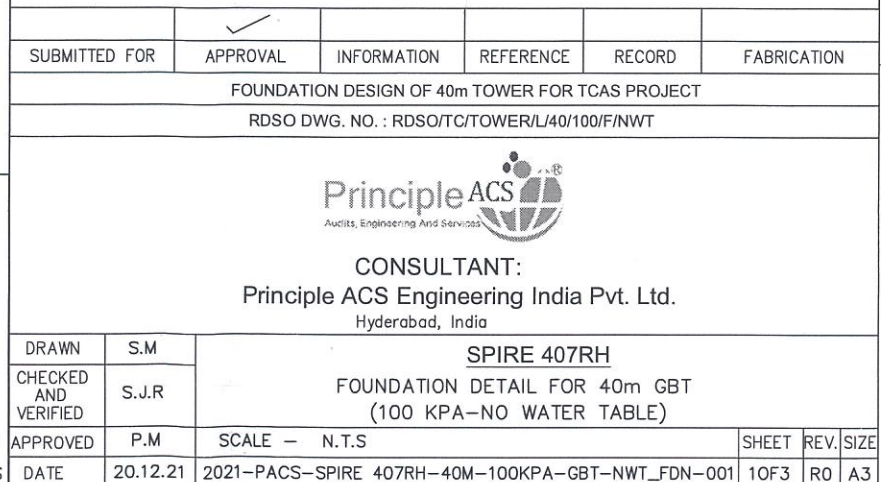 SUBMITTED FOR APPROVAL INFORMATION REFERENCE RECORD FABRICATION
FOUNDATION DESIGN OF 40m TOWER FOR TCAS PROJECT
RDSO DWG. NO. : RDSO/TC/TOWER/L/40/100/F/NWT
Principle ACS ®
Audits, Engineering And Services
CONSULTANT:
Principle ACS Engineering India Pvt. Ltd.
Hyderabad, India
DRAWN S.M
SPIRE 407RH
CHECKED AND VERIFIED S.J.R
FOUNDATION DETAIL FOR 40m GBT
(100 KPA-NO WATER TABLE)
APPROVED P.M SCALE - N.T.S SHEET REV. SIZE
S DATE 20.12.21 2021-PACS-SPIRE 407RH-40M-100KPA-GBT-NWT_FDN-001 1OF3 R0 A3